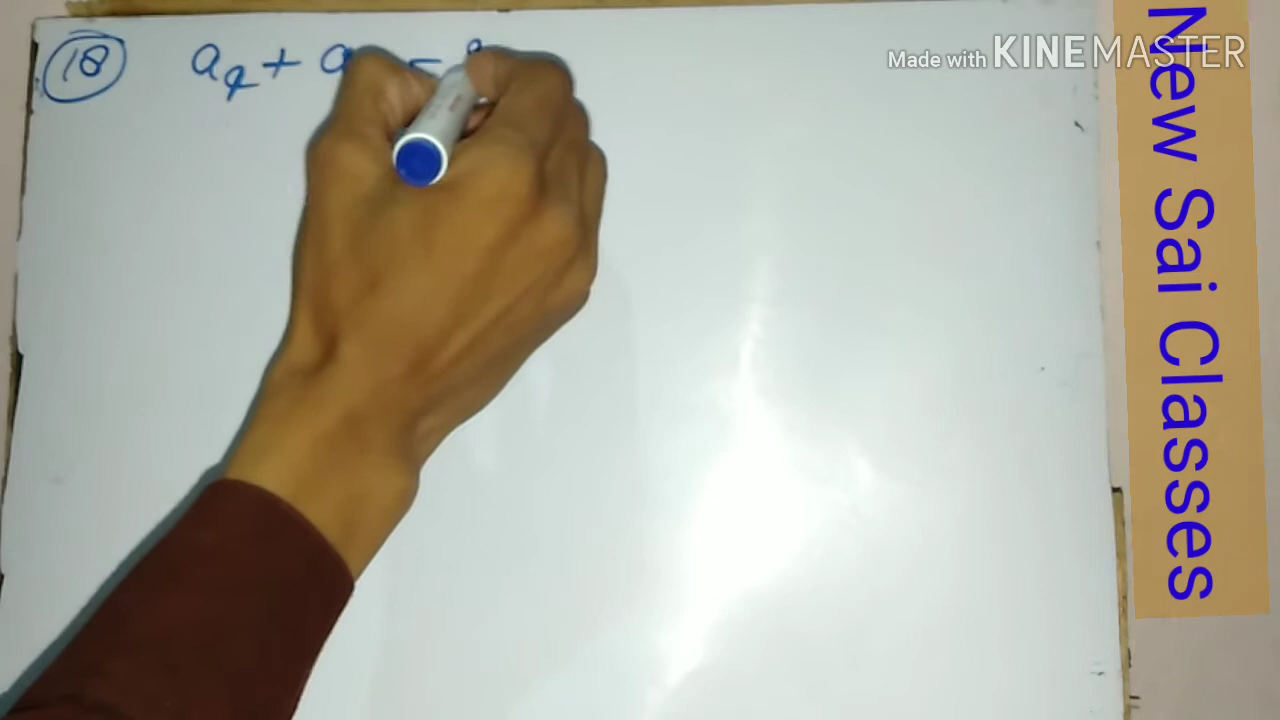 Made with KINEMASTER
⑱ a₄ + a =
New Sai Classes